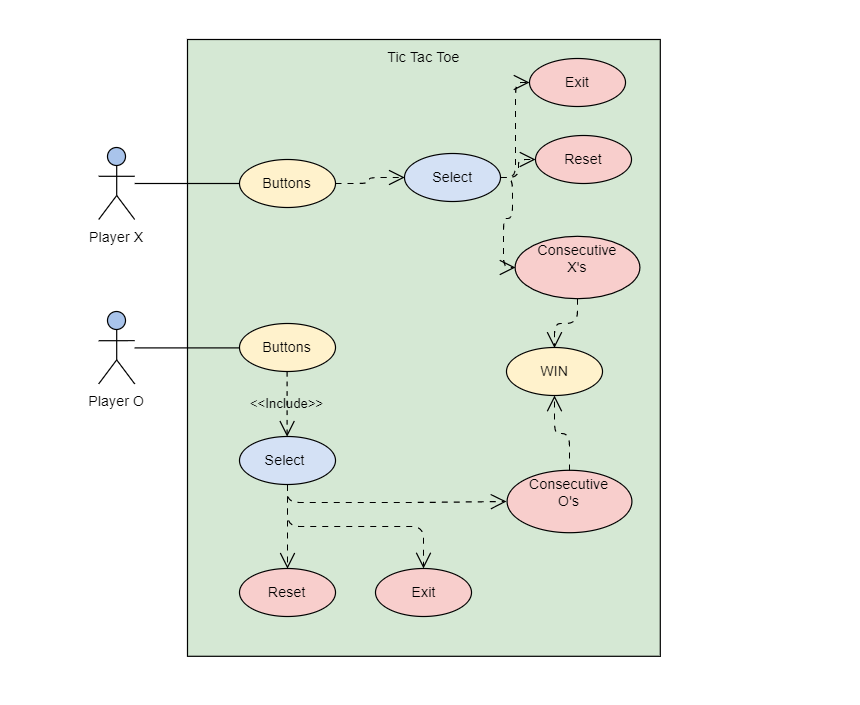 Tic Tac Toe
Exit
Reset
Buttons
Select
Player X
Consecutive
X's
Buttons
Player O
WIN
<<Include>>
Select
Consecutive
O's
Reset
Exit